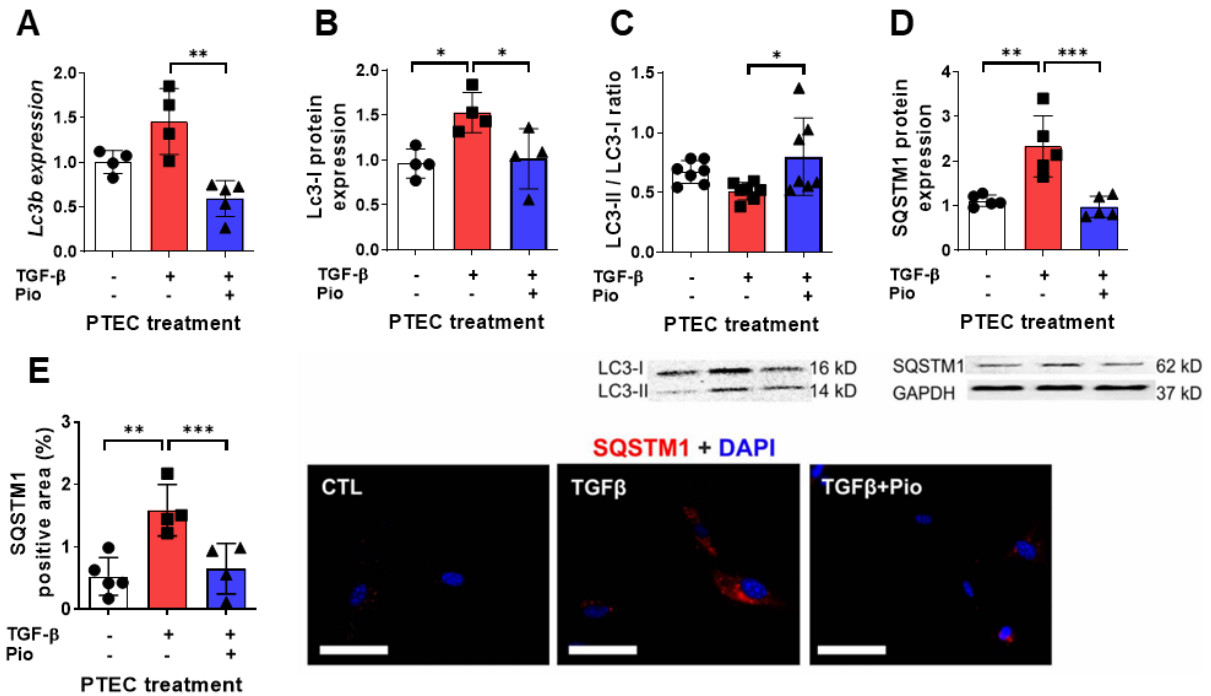 A
Lc3b expression
2.0
1.5
1.0
0.5
0.0
**
TGF-β - + +
Pio - - +
PTEC treatment
B
Lc3-I protein
expression
2.0
1.5
1.0
0.5
0.0
* *
TGF-β - + +
Pio - - +
PTEC treatment
C
LC3-II / LC3-I ratio
1.5
1.0
0.5
0.0
*
TGF-β - + +
Pio - - +
PTEC treatment
D
SQSTM1 protein
expression
4
3
2
1
0
** ***
TGF-β - + +
Pio - - +
PTEC treatment
LC3-I 16 kD
LC3-II 14 kD
SQSTM1 62 kD
GAPDH 37 kD
E
SQSTM1
positive area (%)
3
2
1
0
** ***
TGF-β - + +
Pio - - +
PTEC treatment
SQSTM1 + DAPI
CTL
TGFβ
TGFβ+Pio